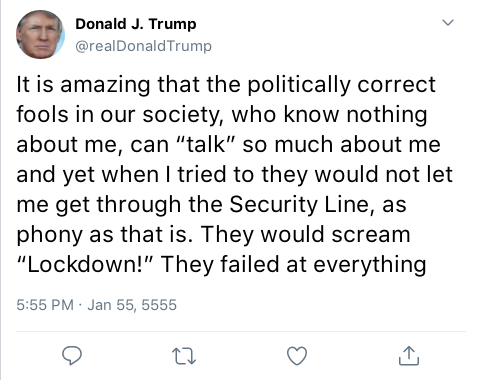 Donald J. Trump
@realDonaldTrump
It is amazing that the politically correct
fools in our society, who know nothing
about me, can “talk” so much about me
and yet when I tried to they would not let
me get through the Security Line, as
phony as that is. They would scream
“Lockdown!” They failed at everything
5:55 PM · Jan 55, 5555